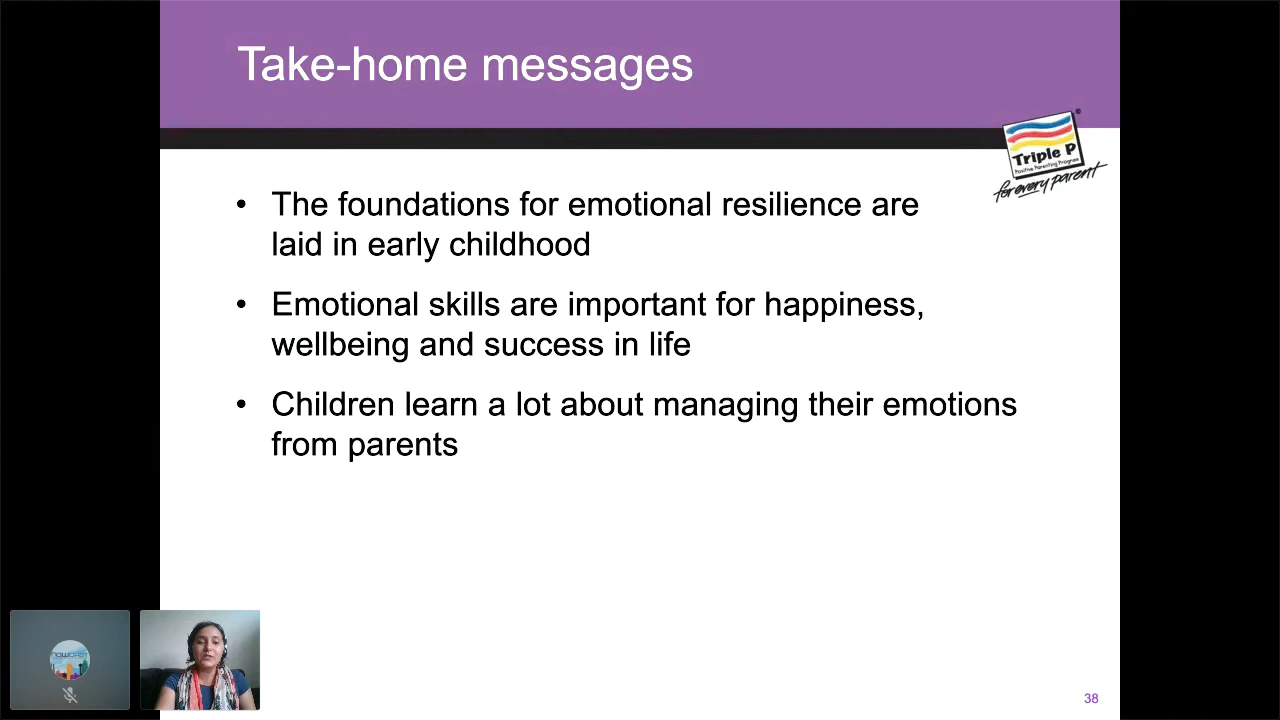 Take-home messages
Triple P
Positive Parenting Program
for every parent
• The foundations for emotional resilience are
laid in early childhood
• Emotional skills are important for happiness,
wellbeing and success in life
• Children learn a lot about managing their emotions
from parents
NOWCAST
38